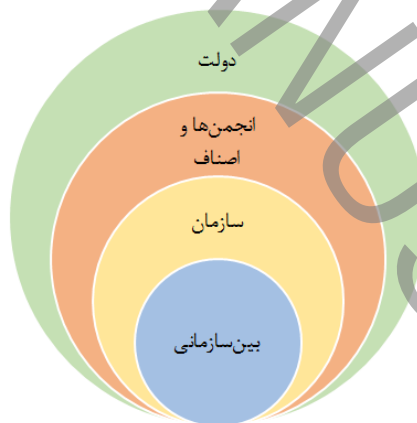 دولت
انجمن‌ها و
اصناف
سازمان
بین‌سازمانی